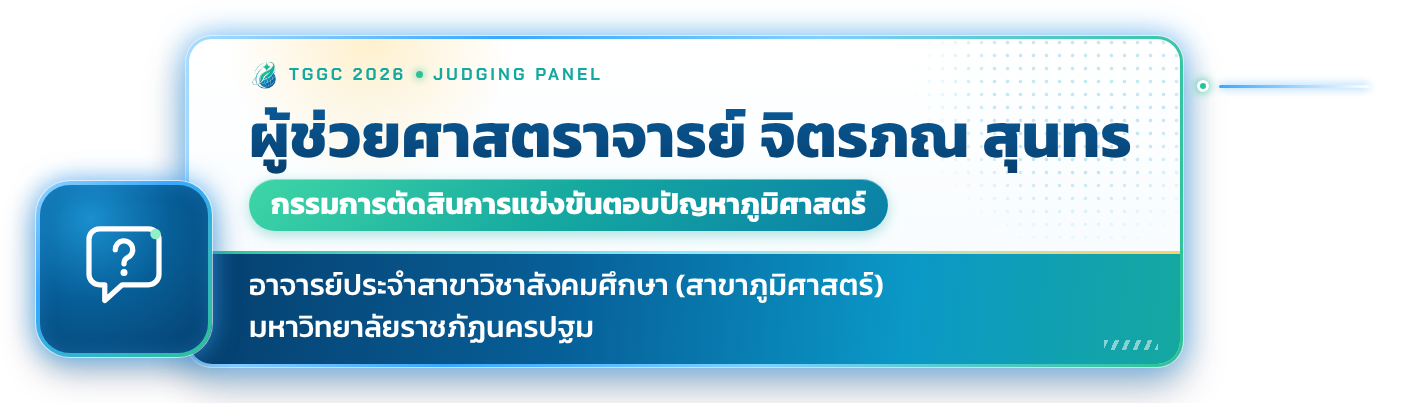 TGGC 2026 • JUDGING PANEL
ผู้ช่วยศาสตราจารย์ จิตรภณ สุนทร
กรรมการตัดสินการแข่งขันตอบปัญหาภูมิศาสตร์
อาจารย์ประจำสาขาวิชาสังคมศึกษา (สาขาภูมิศาสตร์)
มหาวิทยาลัยราชภัฏนครปฐม